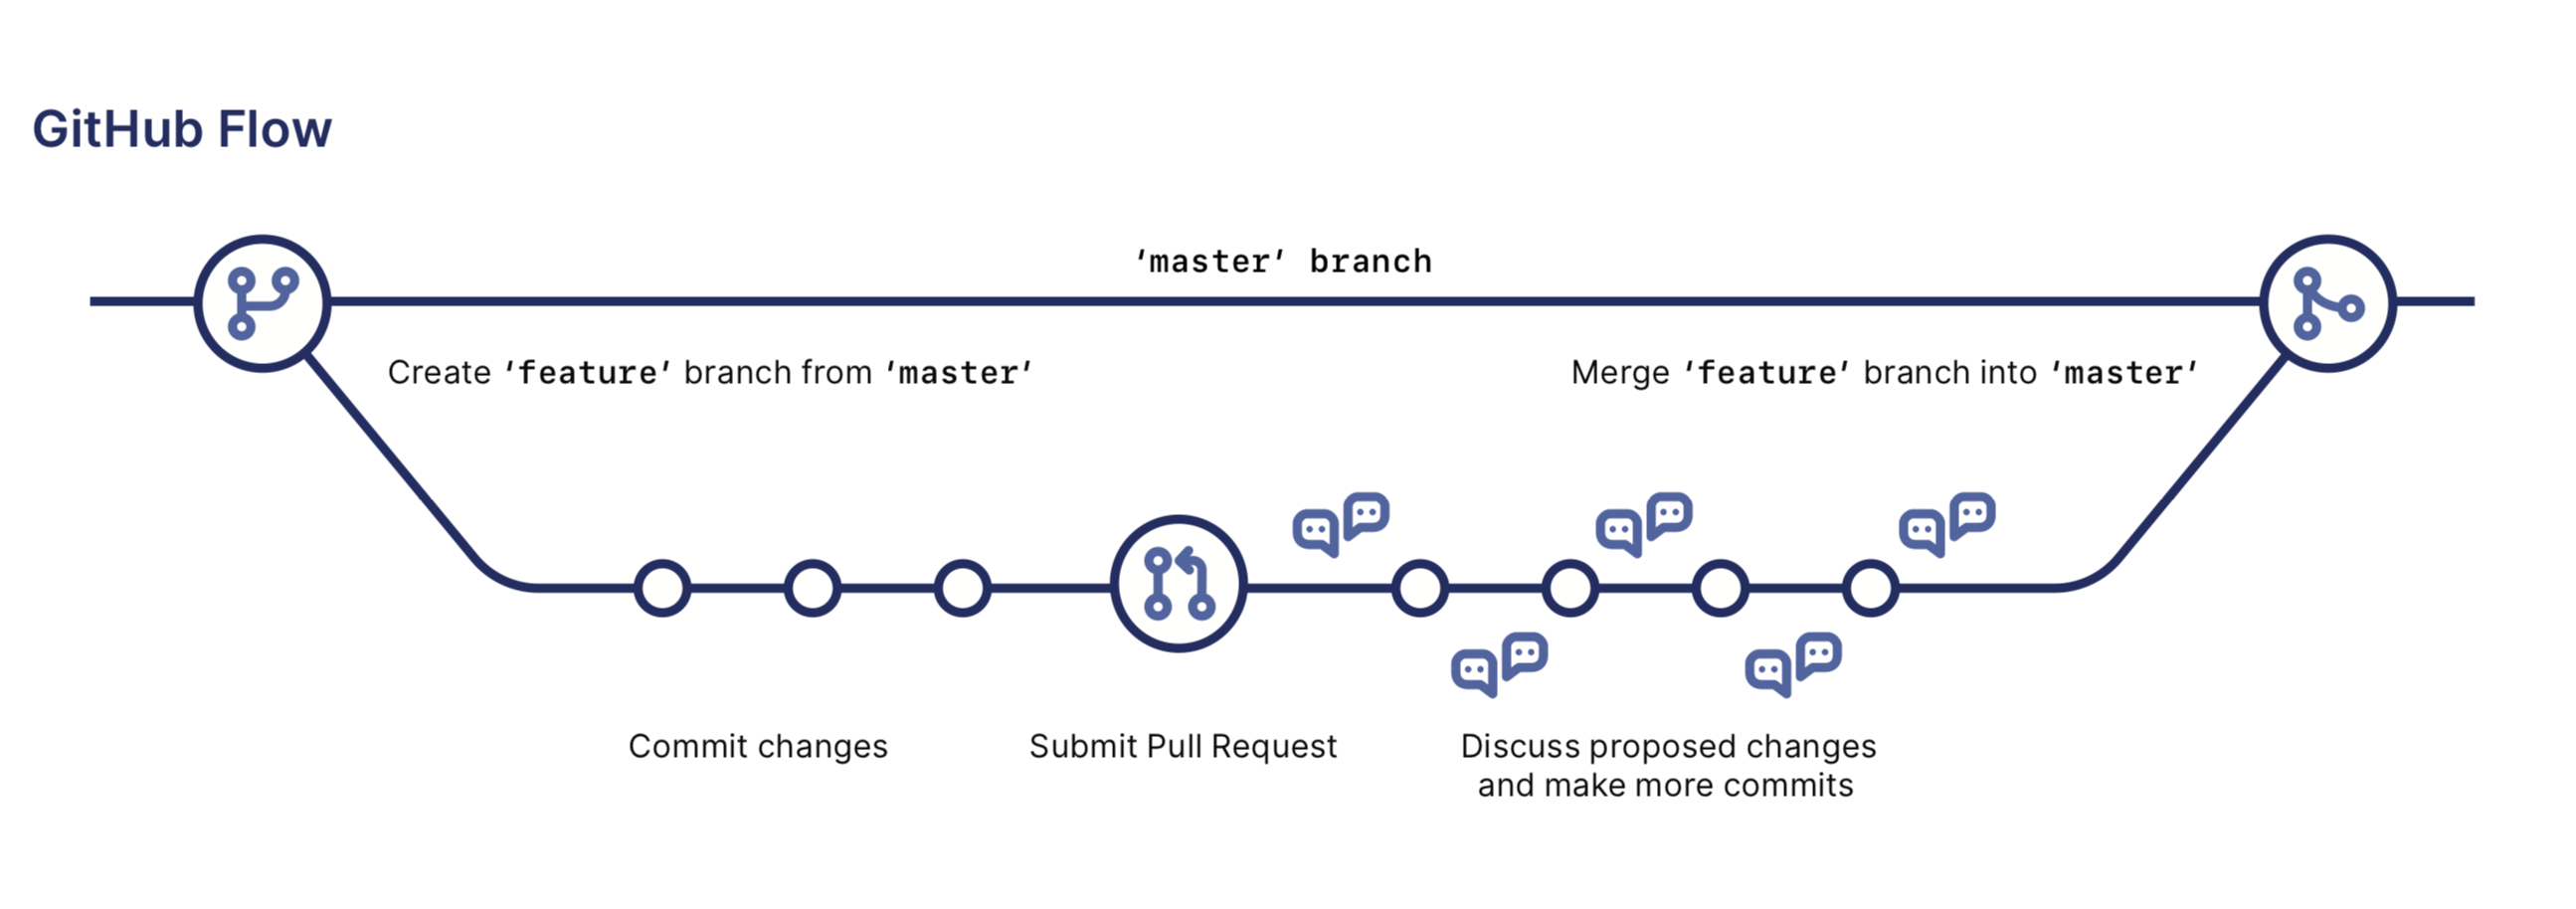 GitHub Flow
‘master’ branch
Create ‘feature’ branch from ‘master’
Merge ‘feature’ branch into ‘master’
Commit changes
Submit Pull Request
Discuss proposed changes
and make more commits